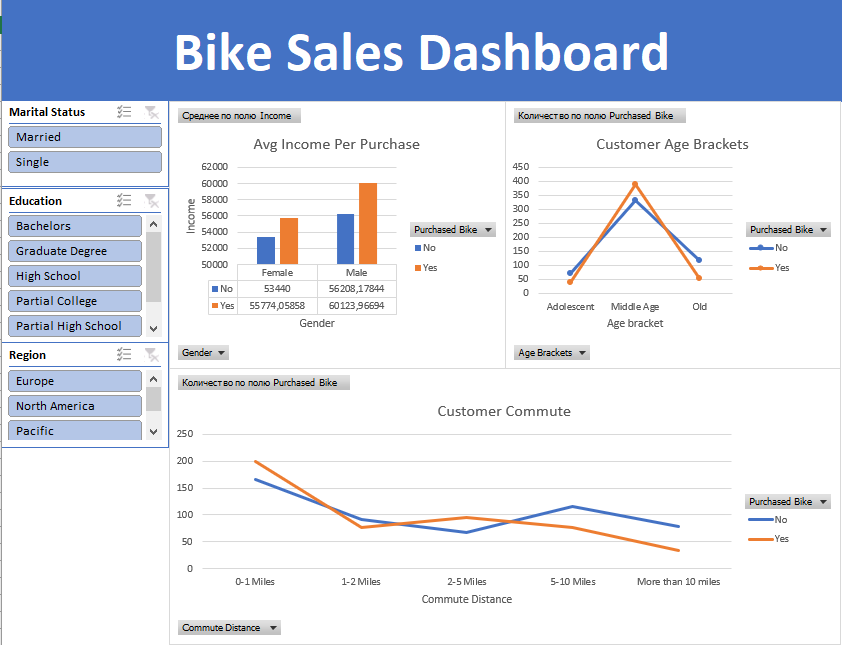 Bike Sales Dashboard
Marital Status
Married
Single
Education
Bachelors
Graduate Degree
High School
Partial College
Partial High School
Region
Europe
North America
Pacific
Среднее по полю Income
Avg Income Per Purchase
62000
60000
58000
56000
54000
52000
50000
Income
Female Male
No 53440 56208,17844
Yes 55774,05858 60123,96694
Gender
Purchased Bike
No
Yes
Gender
Количество по полю Purchased Bike
Customer Age Brackets
450
400
350
300
250
200
150
100
50
0
Adolescent Middle Age Old
Age bracket
Purchased Bike
No
Yes
Age Brackets
Количество по полю Purchased Bike
Customer Commute
250
200
150
100
50
0
0-1 Miles 1-2 Miles 2-5 Miles 5-10 Miles More than 10 miles
Commute Distance
Purchased Bike
No
Yes
Commute Distance